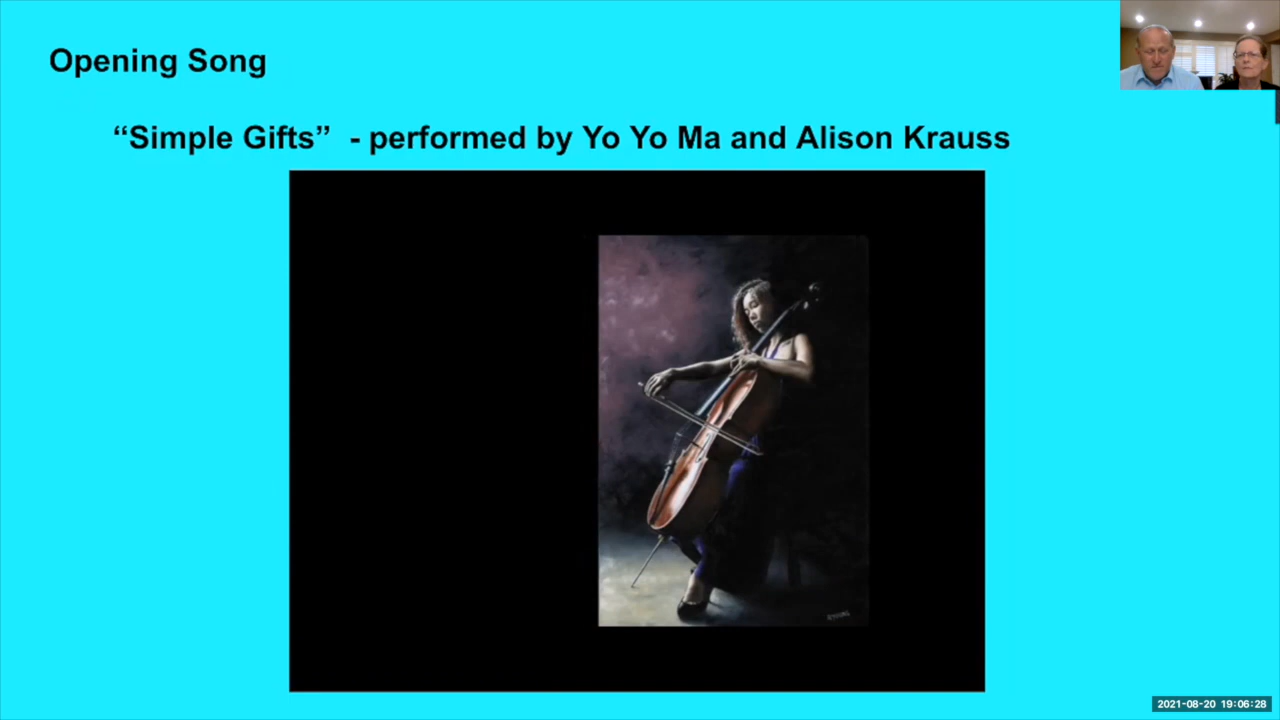 Opening Song
“Simple Gifts”  - performed by Yo Yo Ma and Alison Krauss
2021-08-20 19:06:28